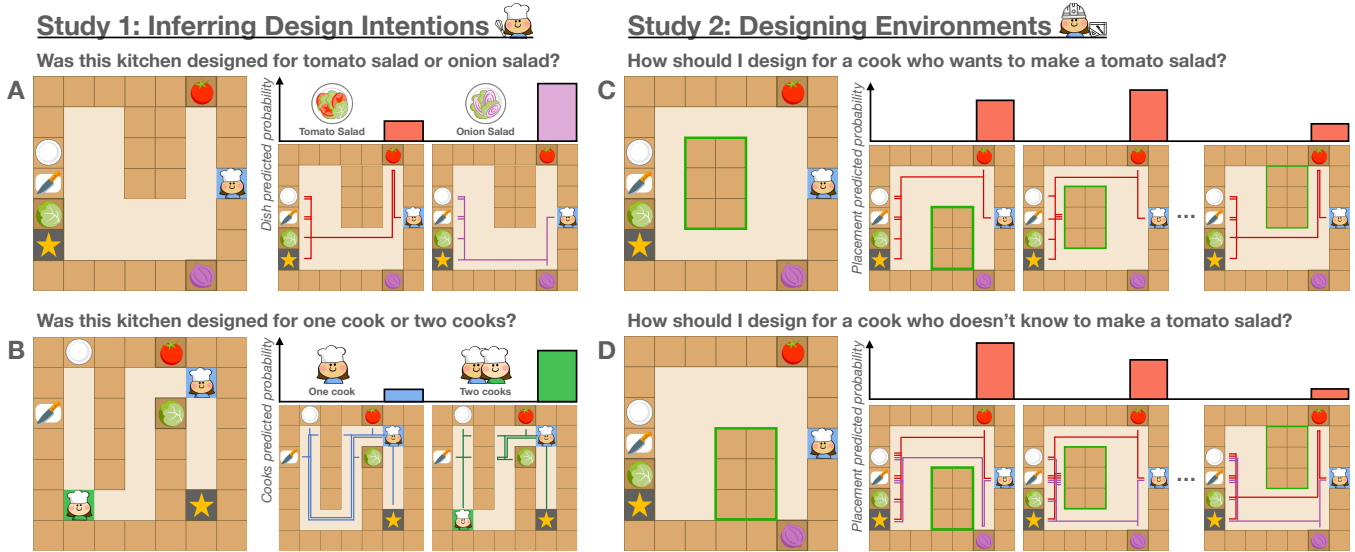 Study 1: Inferring Design Intentions
Was this kitchen designed for tomato salad or onion salad?
A
Dish predicted probability
Tomato Salad
Onion Salad
Was this kitchen designed for one cook or two cooks?
B
Cooks predicted probability
One cook
Two cooks
Study 2: Designing Environments
How should I design for a cook who wants to make a tomato salad?
C
Placement predicted probability
...
How should I design for a cook who doesn't know to make a tomato salad?
D
Placement predicted probability
...